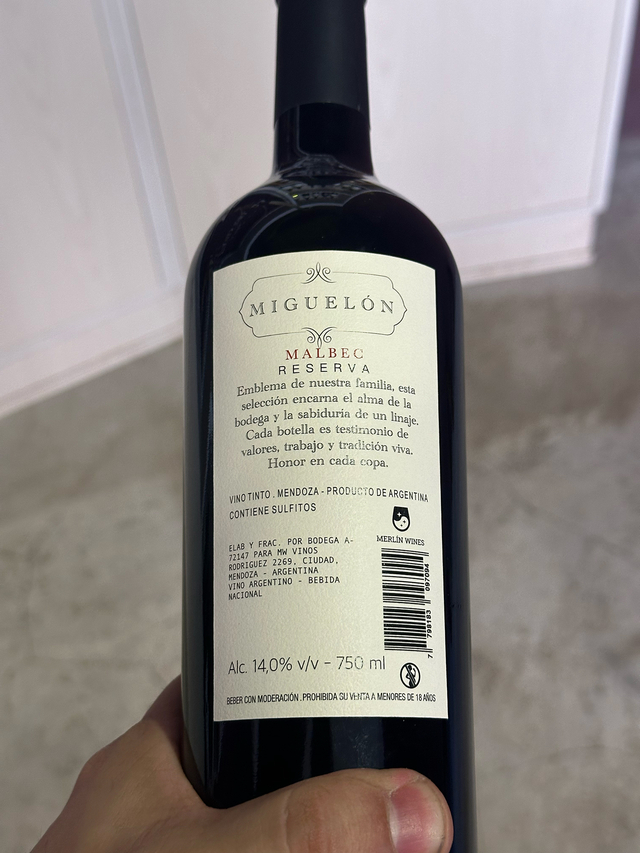 MIGUELÓN
MALBEC
RESERVA
Emblema de nuestra familia, esta
selección encarna el alma de la
bodega y la sabiduría de un linaje.
Cada botella es testimonio de
valores, trabajo y tradición viva.
Honor en cada copa.
VINO TINTO . MENDOZA - PRODUCTO DE ARGENTINA
CONTIENE SULFITOS
MERLÍN WINES
ELAB Y FRAC. POR BODEGA A-
72147 PARA MW VINOS
RODRIGUEZ 2269, CIUDAD,
MENDOZA - ARGENTINA
VINO ARGENTINO - BEBIDA
NACIONAL
7 798183 097094
Alc. 14,0% v/v - 750 ml
BEBER CON MODERACIÓN . PROHIBIDA SU VENTA A MENORES DE 18 AÑOS